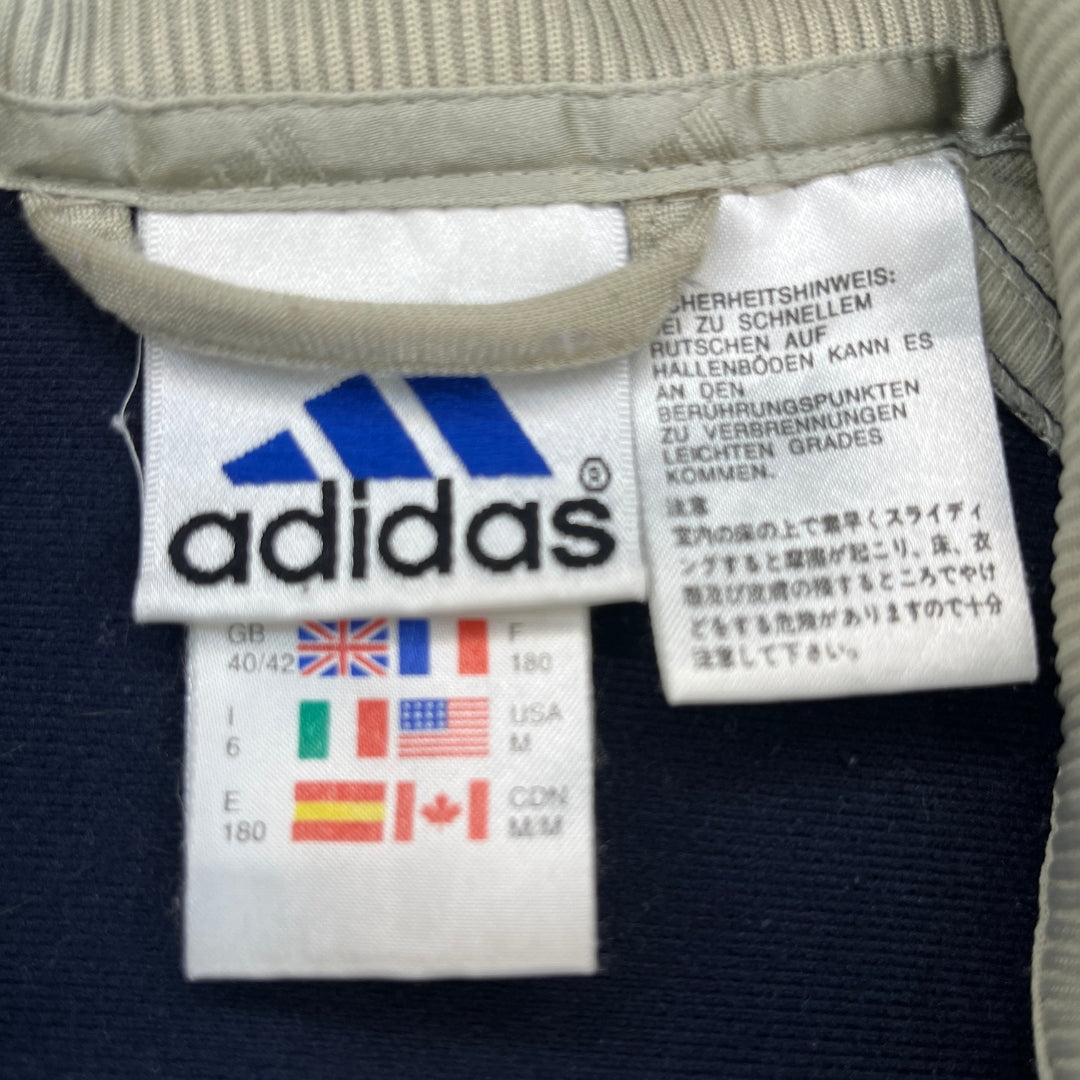 adidas®
GB
40/42
F
180
I
6
USA
M
E
180
CDN
M/M
SICHERHEITSHINWEIS:
BEI ZU SCHNELLEM
RUTSCHEN AUF
HALLENBÖDEN KANN ES
AN DEN
BERÜHRUNGSPUNKTEN
ZU VERBRENNUNGEN
LEICHTEN GRADES
KOMMEN.
注意
室内の床の上で素早くスライディ
ングすると摩擦が起こり、床、衣
類及び皮膚の接するところでやけ
どをする危険がありますので十分
注意して下さい。